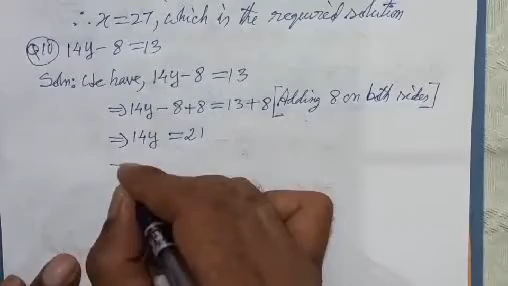 ∴ x = 27, which is the required solution
Q10 14y - 8 = 13
Soln: We have, 14y - 8 = 13
⇒ 14y - 8 + 8 = 13 + 8 [Adding 8 on both sides]
⇒ 14y = 21